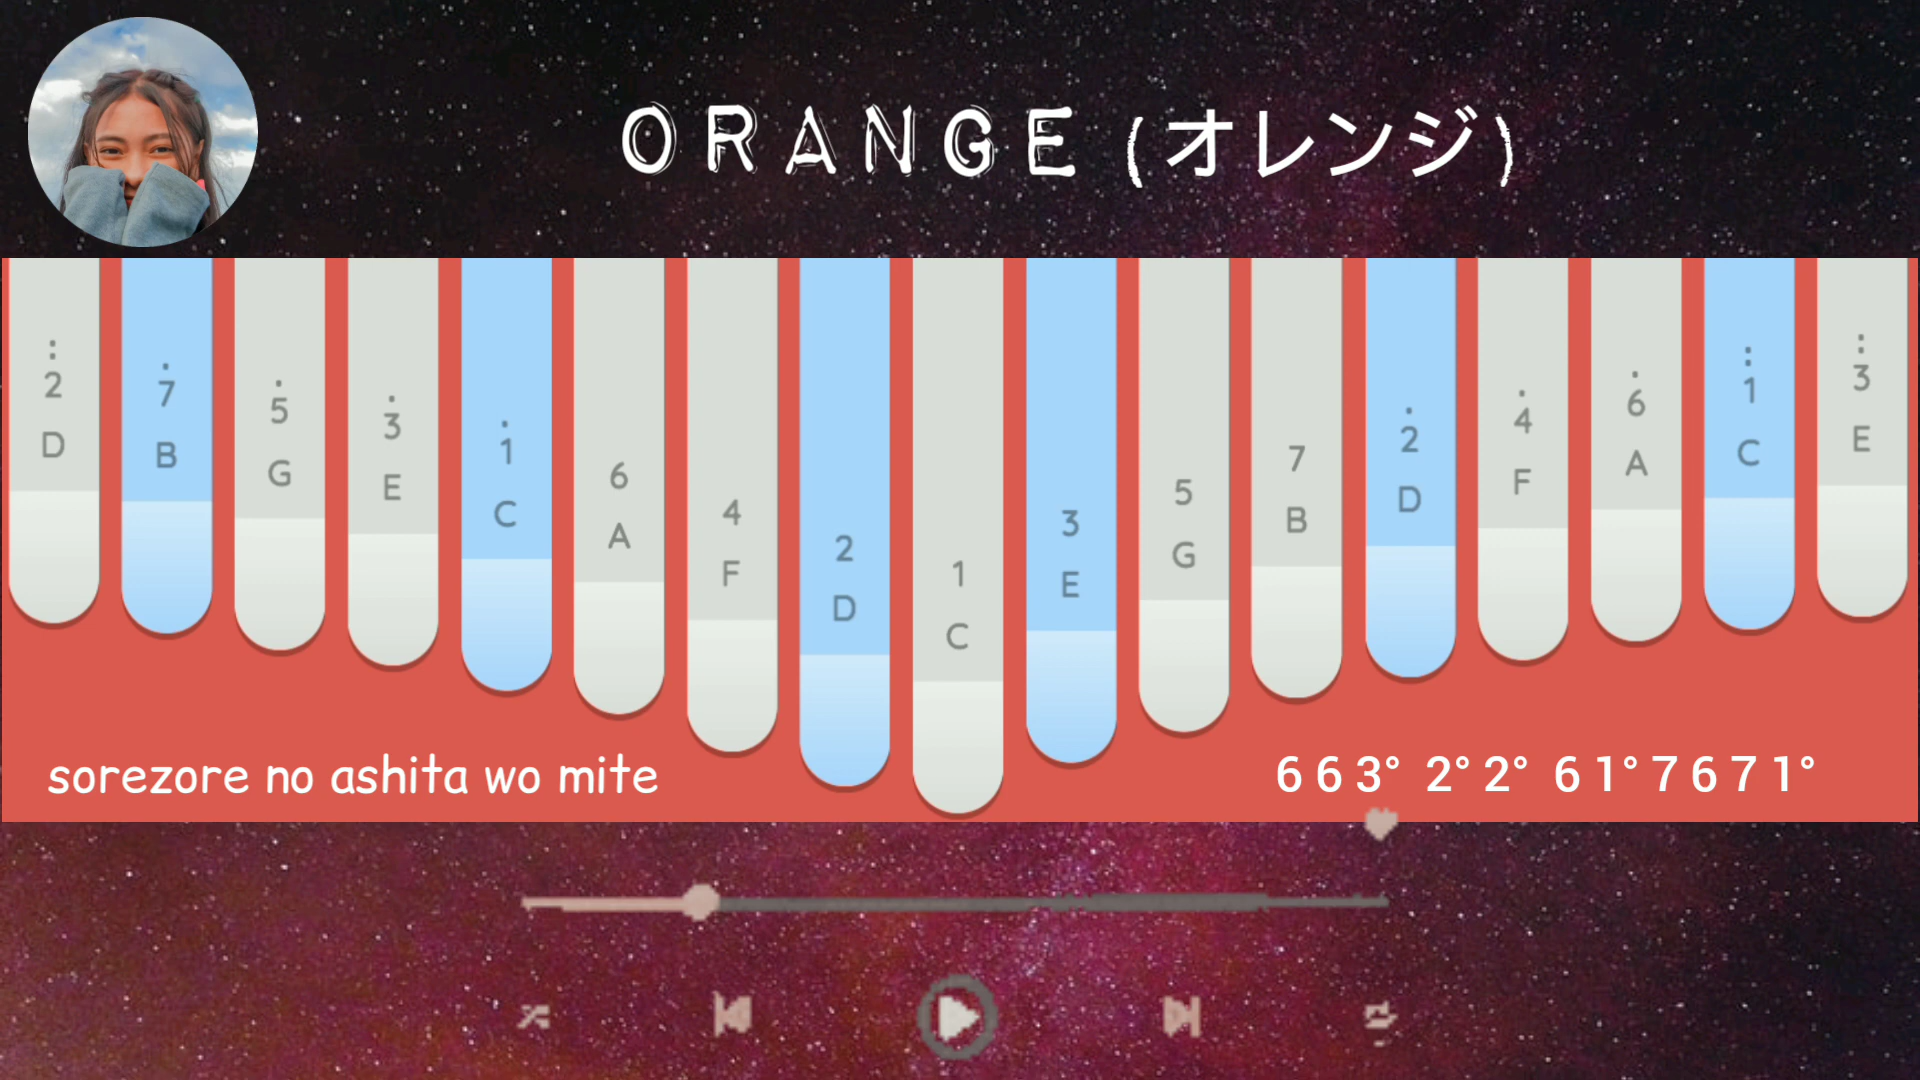 ORANGE (オレンジ)
: 2 D
· 7 B
· 5 G
· 3 E
· 1 C
6 A
4 F
2 D
1 C
3 E
5 G
7 B
· 2 D
· 4 F
· 6 A
: 1 C
: 3 E
sorezore no ashita wo mite
6 6 3° 2° 2° 6 1° 7 6 7 1°